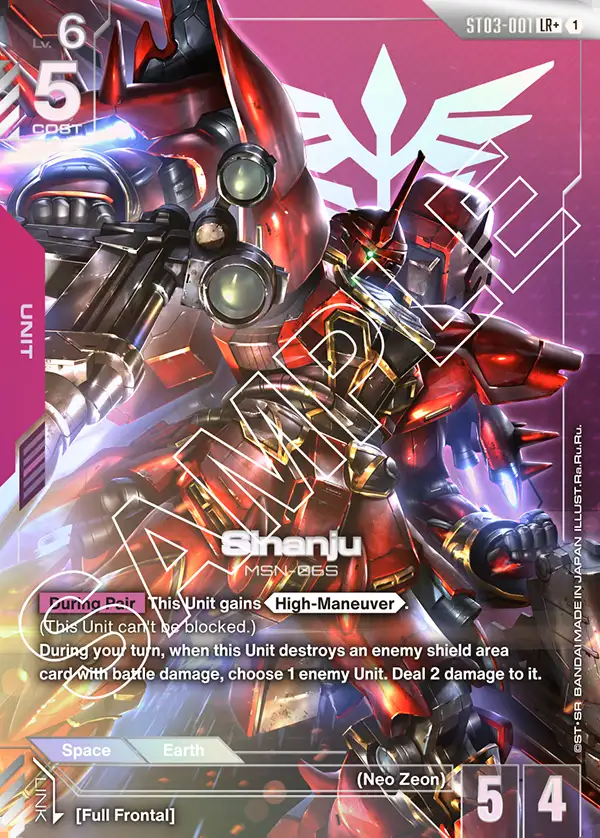 Lv. 6
5
COST
ST03-001 LR+ 1
UNIT
SAMPLE
Sinanju
MSN-06S
During Pair This Unit gains High-Maneuver.
(This Unit can't be blocked.)
During your turn, when this Unit destroys an enemy shield area
card with battle damage, choose 1 enemy Unit. Deal 2 damage to it.
Space Earth
(Neo Zeon)
LINK
[Full Frontal]
5 4
©ST・SR BANDAI MADE IN JAPAN ILLUST.Ra.Ru.Ru.